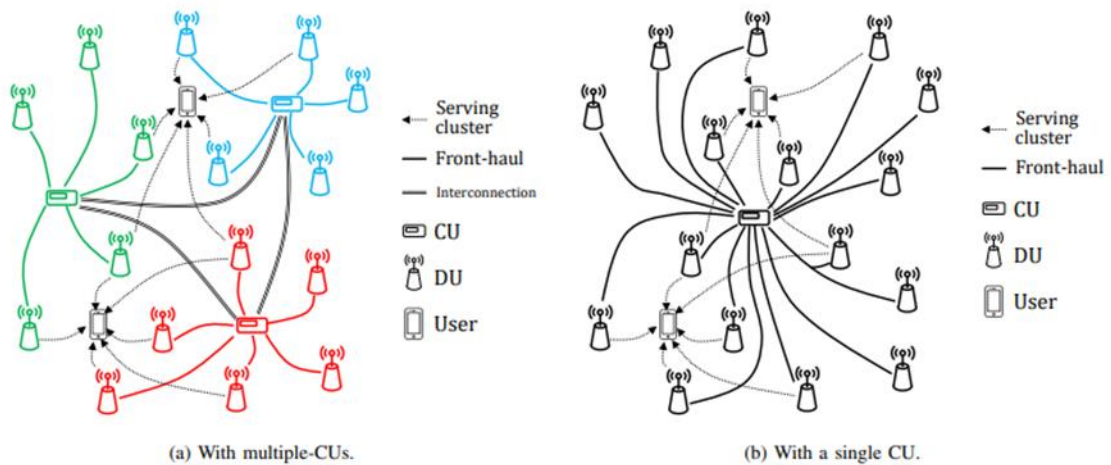 Serving
cluster
Front-haul
Interconnection
CU
DU
User
(a) With multiple-CUs.
Serving
cluster
Front-haul
CU
DU
User
(b) With a single CU.